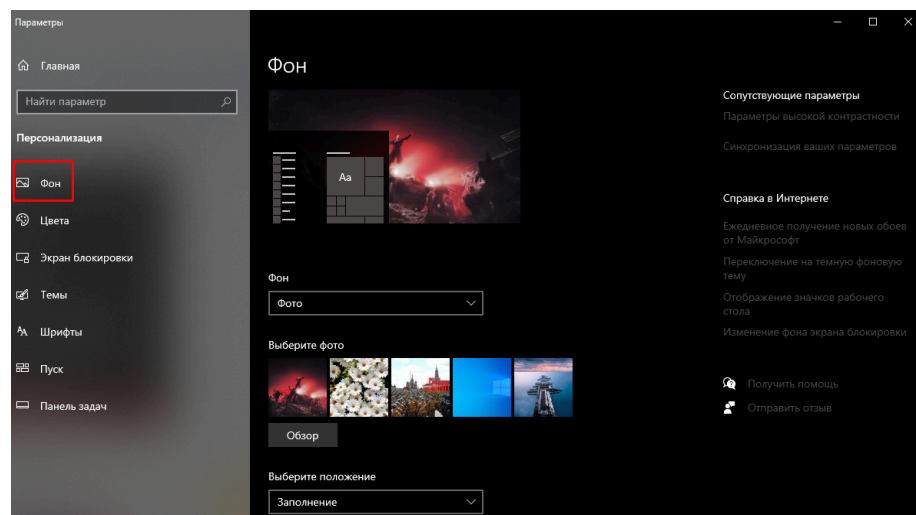 Параметры
Главная
Найти параметр
Персонализация
Фон
Цвета
Экран блокировки
Темы
Шрифты
Пуск
Панель задач
Фон
Aa
Фон
Фото
Выберите фото
Обзор
Выберите положение
Заполнение
Сопутствующие параметры
Параметры высокой контрастности
Синхронизация ваших параметров
Справка в Интернете
Ежедневное получение новых обоев
от Майкрософт
Переключение на темную фоновую
тему
Отображение значков рабочего
стола
Изменение фона экрана блокировки
Получить помощь
Отправить отзыв